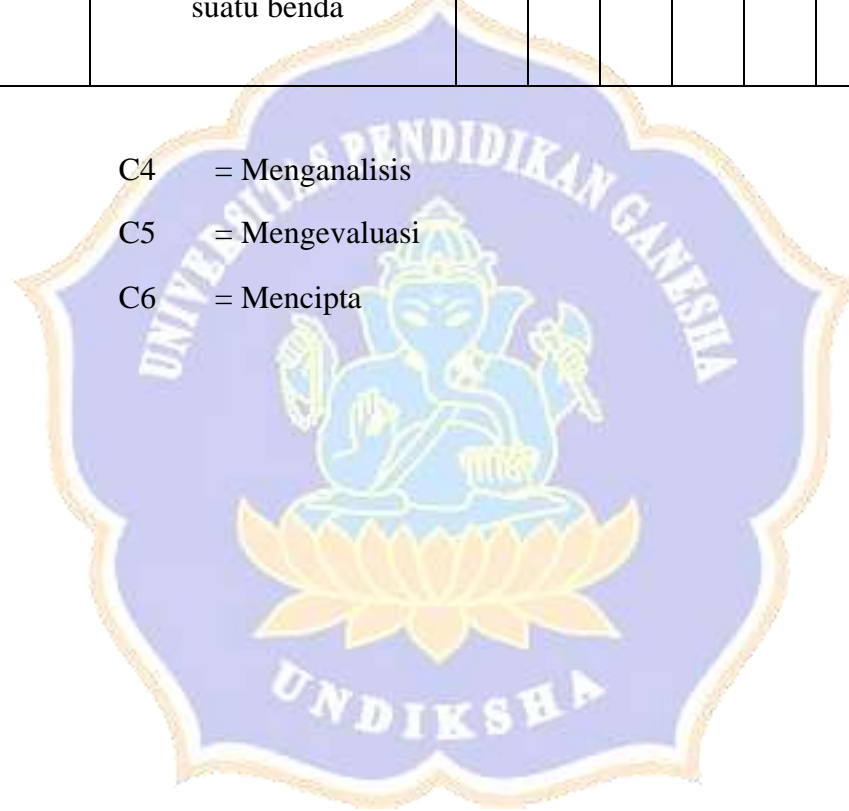 suatu benda
C4 = Menganalisis
C5 = Mengevaluasi
C6 = Mencipta
UNIVERSITAS PENDIDIKAN GANESHA
UNDIKSHA